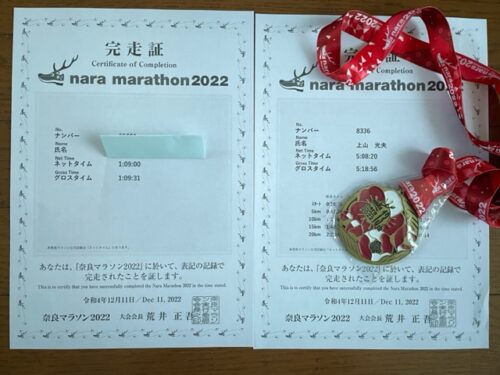 完走証
Certificate of Completion
nara marathon2022
No.
ナンバー
Name
氏名
Net Time
ネットタイム 1:09:00
Gross Time
グロスタイム 1:09:31
あなたは、「奈良マラソン2022」に於いて、表記の記録で
完走されたことを証します。
This is to certify that you have successfully completed the Nara Marathon 2022 in the time stated.
令和4年12月11日／Dec 11, 2022
奈良マラソン2022 大会会長 荒井 正吾
完走証
Certificate of Completion
nara marathon202
No.
ナンバー 8336
Name
氏名 上山 光夫
Net Time
ネットタイム 5:08:20
Gross Time
グロスタイム 5:18:56
5km
10km
15km
あなたは、「奈良マラソン2022」に於いて、表記の記録で
完走されたことを証します。
This is to certify that you have successfully completed the Nara Marathon 2022 in the time stated.
令和4年12月11日／Dec 11, 2022
奈良マラソン2022 大会会長 荒井 正吾